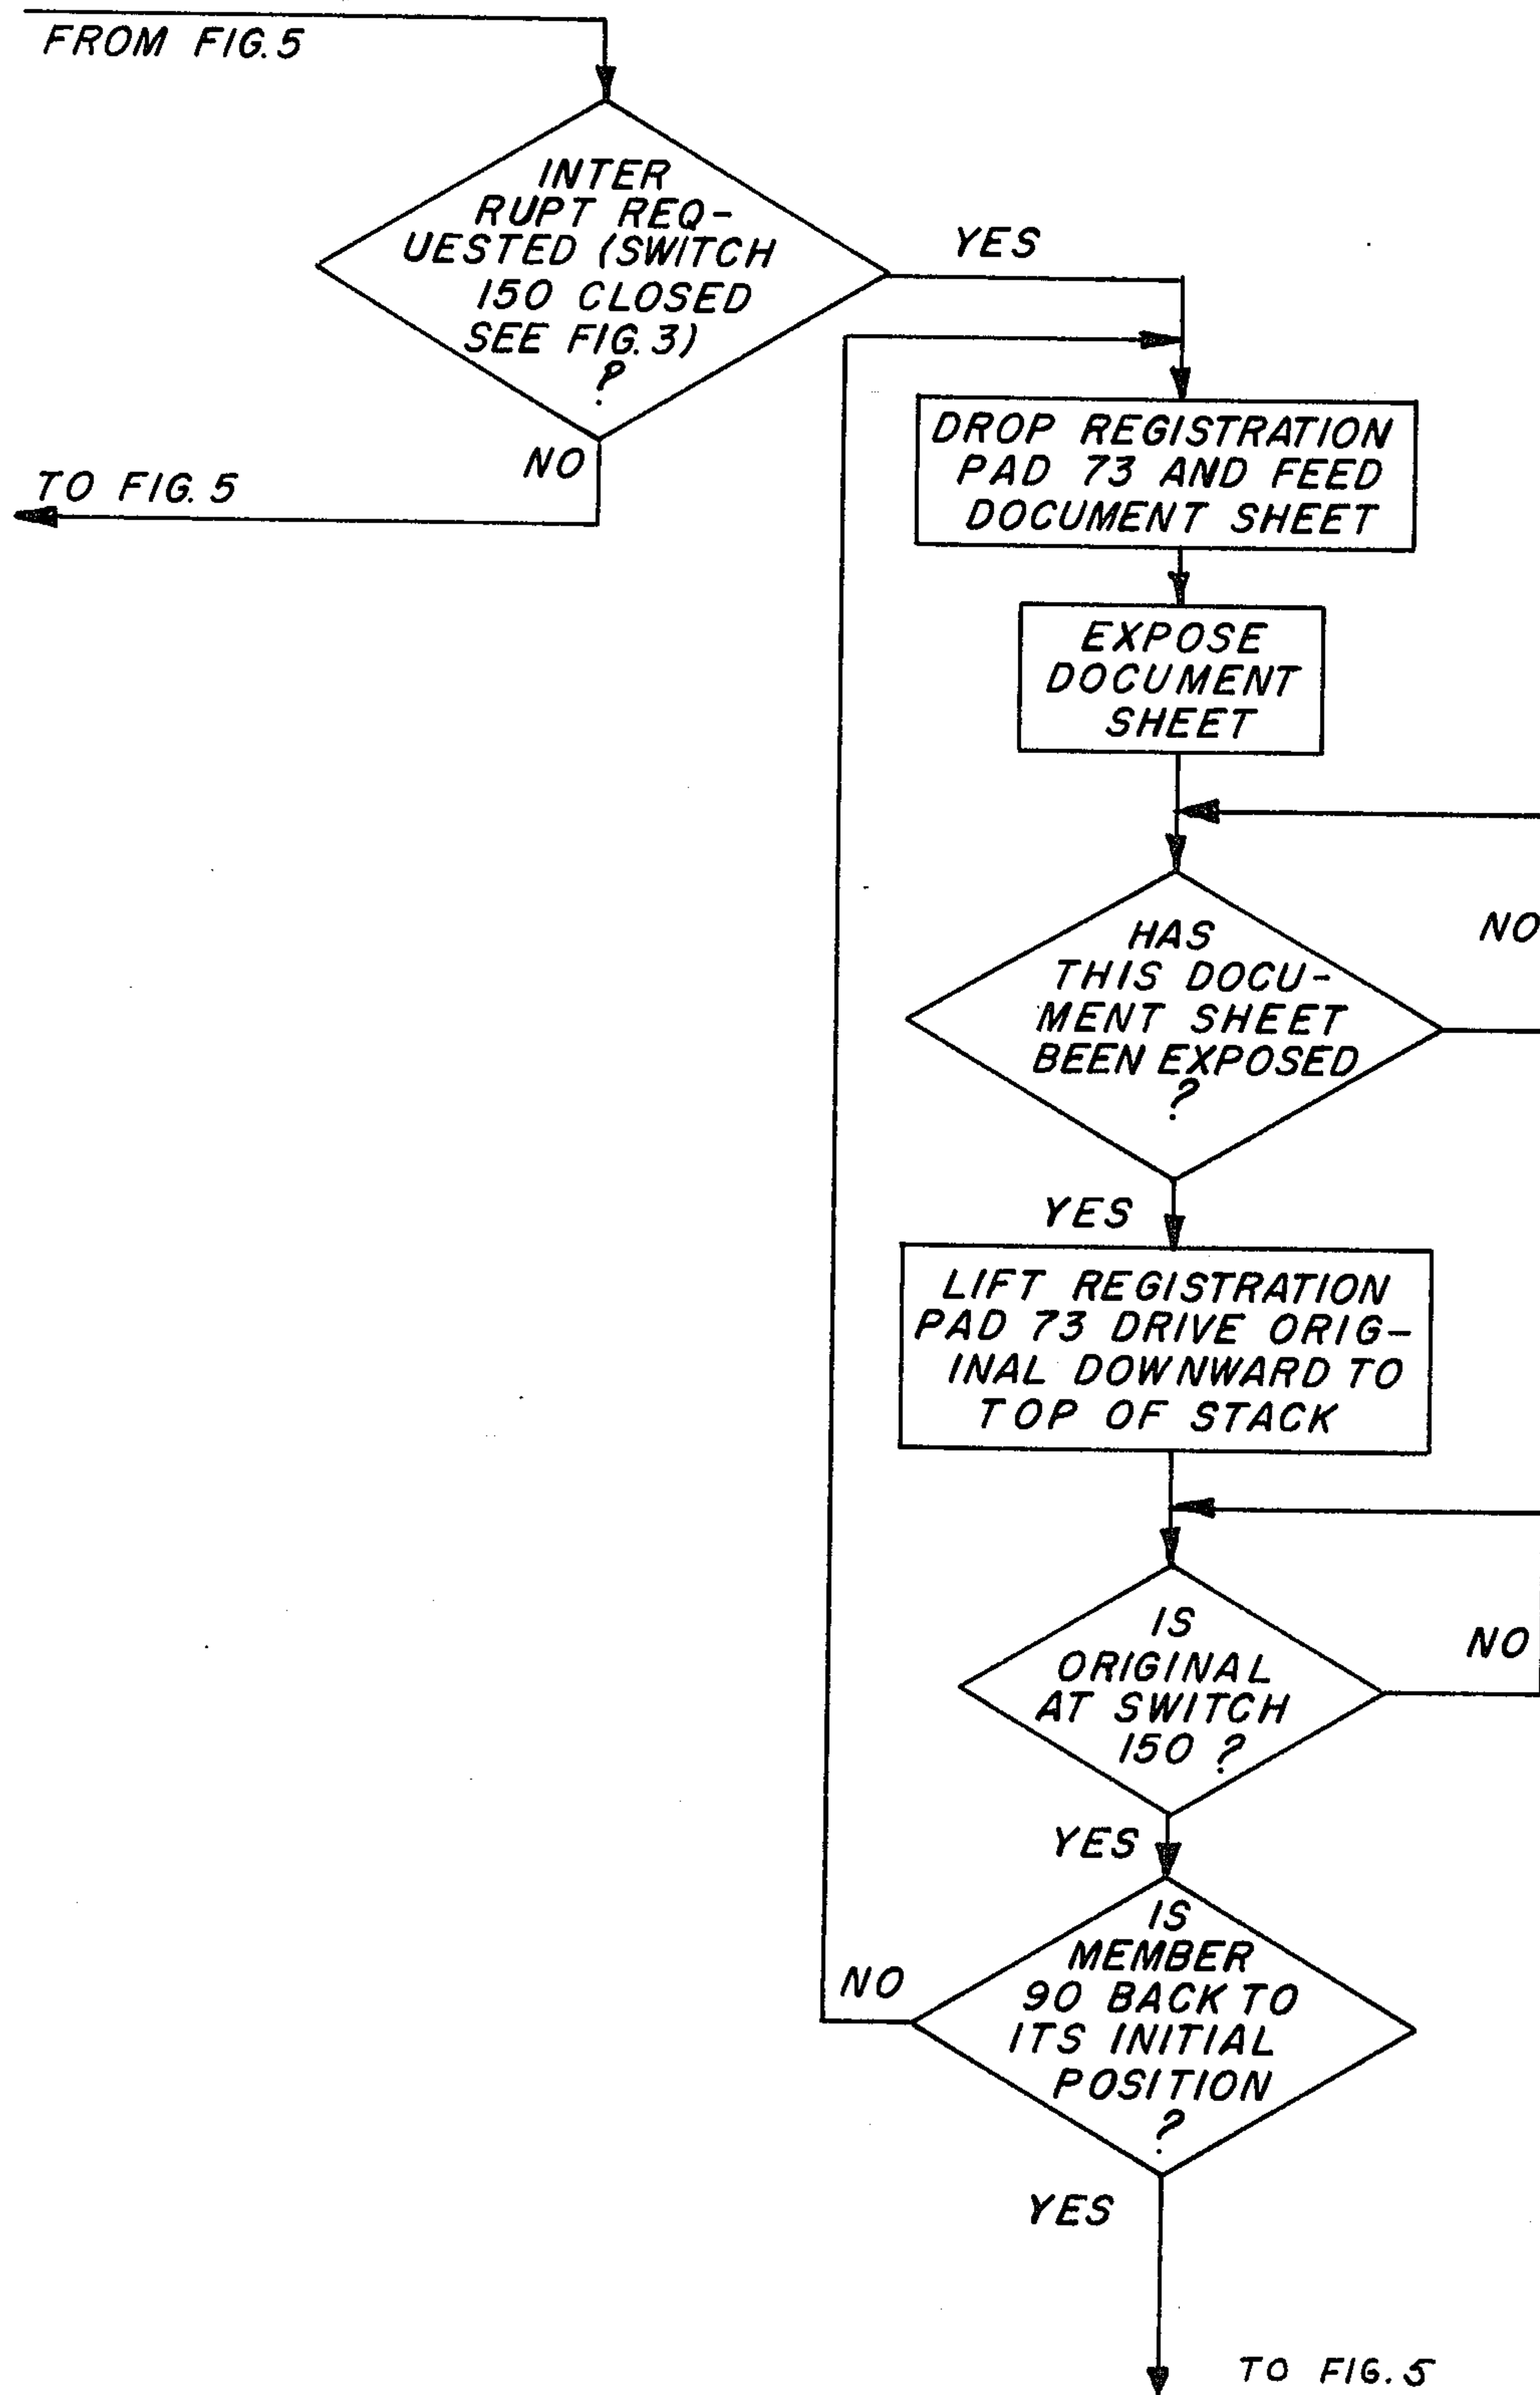 FROM FIG. 5
INTER
RUPT REQ-
UESTED (SWITCH
150 CLOSED
SEE FIG. 3)
?
YES
NO
TO FIG. 5
DROP REGISTRATION
PAD 73 AND FEED
DOCUMENT SHEET
EXPOSE
DOCUMENT
SHEET
HAS
THIS DOCU-
MENT SHEET
BEEN EXPOSED
?
NO
YES
LIFT REGISTRATION
PAD 73 DRIVE ORIG-
INAL DOWNWARD TO
TOP OF STACK
IS
ORIGINAL
AT SWITCH
150 ?
NO
YES
IS
MEMBER
90 BACK TO
ITS INITIAL
POSITION
?
NO
YES
TO FIG. 5